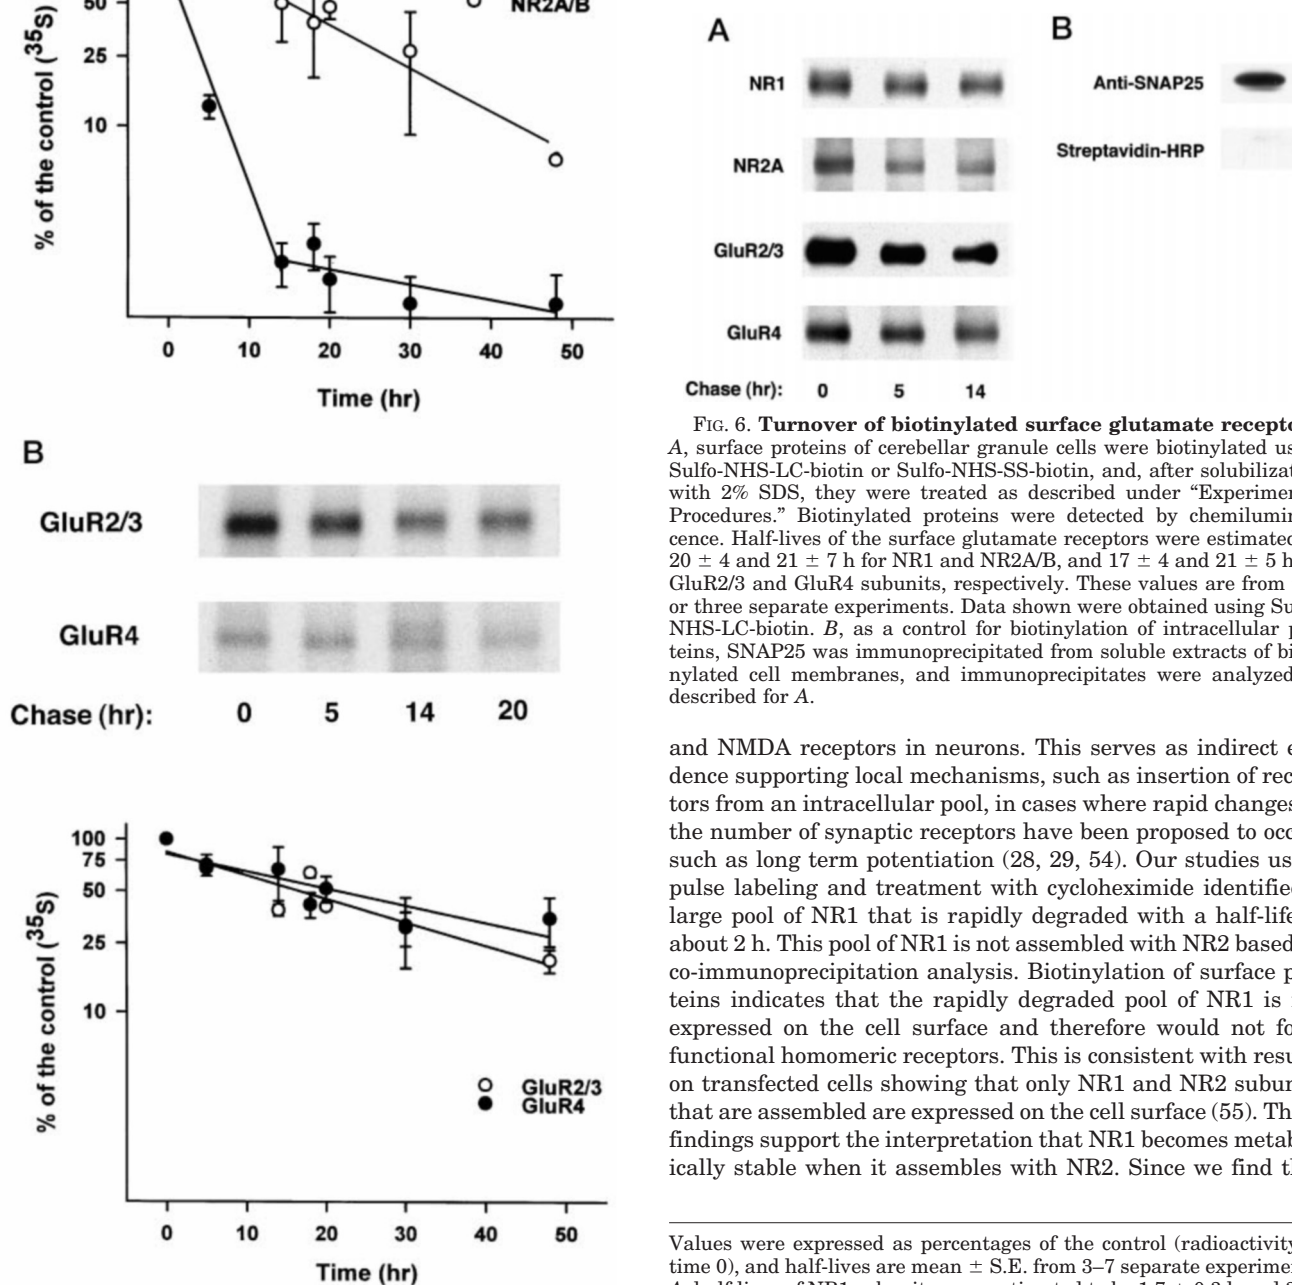 NR2A/B
50
25
10
% of the control (35S)
0 10 20 30 40 50
Time (hr)
B
GluR2/3
GluR4
Chase (hr): 0 5 14 20
100
75
50
25
10
% of the control (35S)
GluR2/3
GluR4
0 10 20 30 40 50
Time (hr)
A
NR1
NR2A
GluR2/3
GluR4
Chase (hr): 0 5 14
B
Anti-SNAP25
Streptavidin-HRP
FIG. 6. Turnover of biotinylated surface glutamate recepto
A, surface proteins of cerebellar granule cells were biotinylated us
Sulfo-NHS-LC-biotin or Sulfo-NHS-SS-biotin, and, after solubilizat
with 2% SDS, they were treated as described under “Experimen
Procedures.” Biotinylated proteins were detected by chemilumin
cence. Half-lives of the surface glutamate receptors were estimated
20 ± 4 and 21 ± 7 h for NR1 and NR2A/B, and 17 ± 4 and 21 ± 5 h
GluR2/3 and GluR4 subunits, respectively. These values are from
or three separate experiments. Data shown were obtained using Su
NHS-LC-biotin. B, as a control for biotinylation of intracellular p
teins, SNAP25 was immunoprecipitated from soluble extracts of bi
nylated cell membranes, and immunoprecipitates were analyzed
described for A.
and NMDA receptors in neurons. This serves as indirect e
dence supporting local mechanisms, such as insertion of rec
tors from an intracellular pool, in cases where rapid changes
the number of synaptic receptors have been proposed to occ
such as long term potentiation (28, 29, 54). Our studies us
pulse labeling and treatment with cycloheximide identifie
large pool of NR1 that is rapidly degraded with a half-life
about 2 h. This pool of NR1 is not assembled with NR2 based
co-immunoprecipitation analysis. Biotinylation of surface p
teins indicates that the rapidly degraded pool of NR1 is
expressed on the cell surface and therefore would not fo
functional homomeric receptors. This is consistent with resu
on transfected cells showing that only NR1 and NR2 subun
that are assembled are expressed on the cell surface (55). Th
findings support the interpretation that NR1 becomes metab
ically stable when it assembles with NR2. Since we find t
Values were expressed as percentages of the control (radioactivity
time 0), and half-lives are mean ± S.E. from 3–7 separate experimen